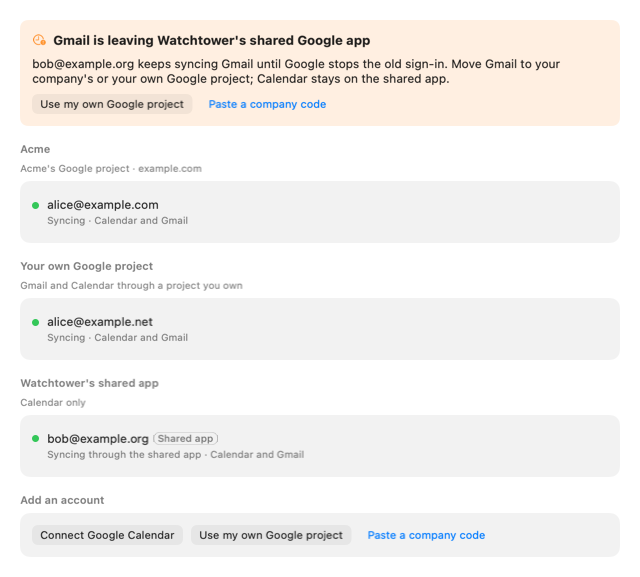 Gmail is leaving Watchtower's shared Google app
bob@example.org keeps syncing Gmail until Google stops the old sign-in. Move Gmail to your
company's or your own Google project; Calendar stays on the shared app.
Use my own Google project Paste a company code
Acme
Acme's Google project · example.com
alice@example.com
Syncing · Calendar and Gmail
Your own Google project
Gmail and Calendar through a project you own
alice@example.net
Syncing · Calendar and Gmail
Watchtower's shared app
Calendar only
bob@example.org Shared app
Syncing through the shared app · Calendar and Gmail
Add an account
Connect Google Calendar Use my own Google project Paste a company code